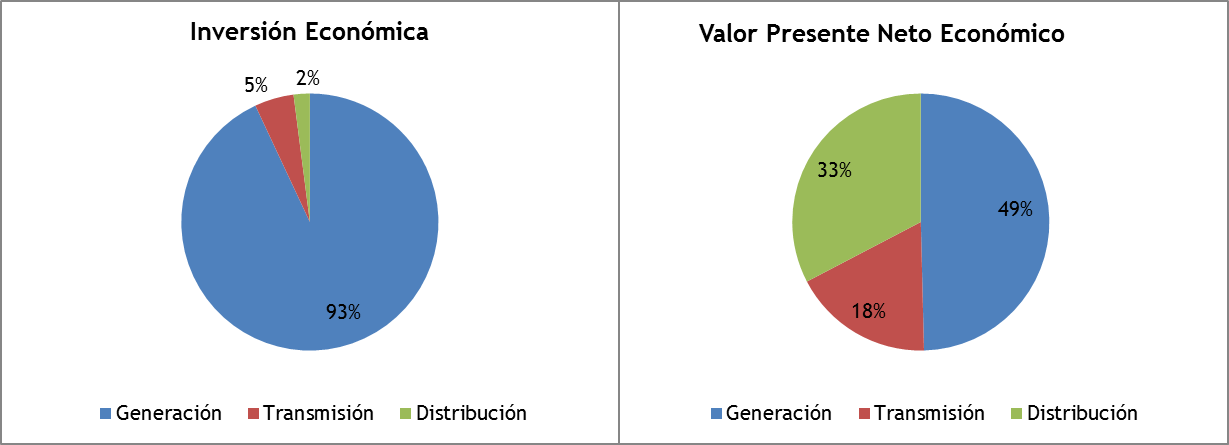 Inversión Económica
5%
2%
93%
Generación
Transmisión
Distribución
Valor Presente Neto Económico
33%
49%
18%
Generación
Transmisión
Distribución